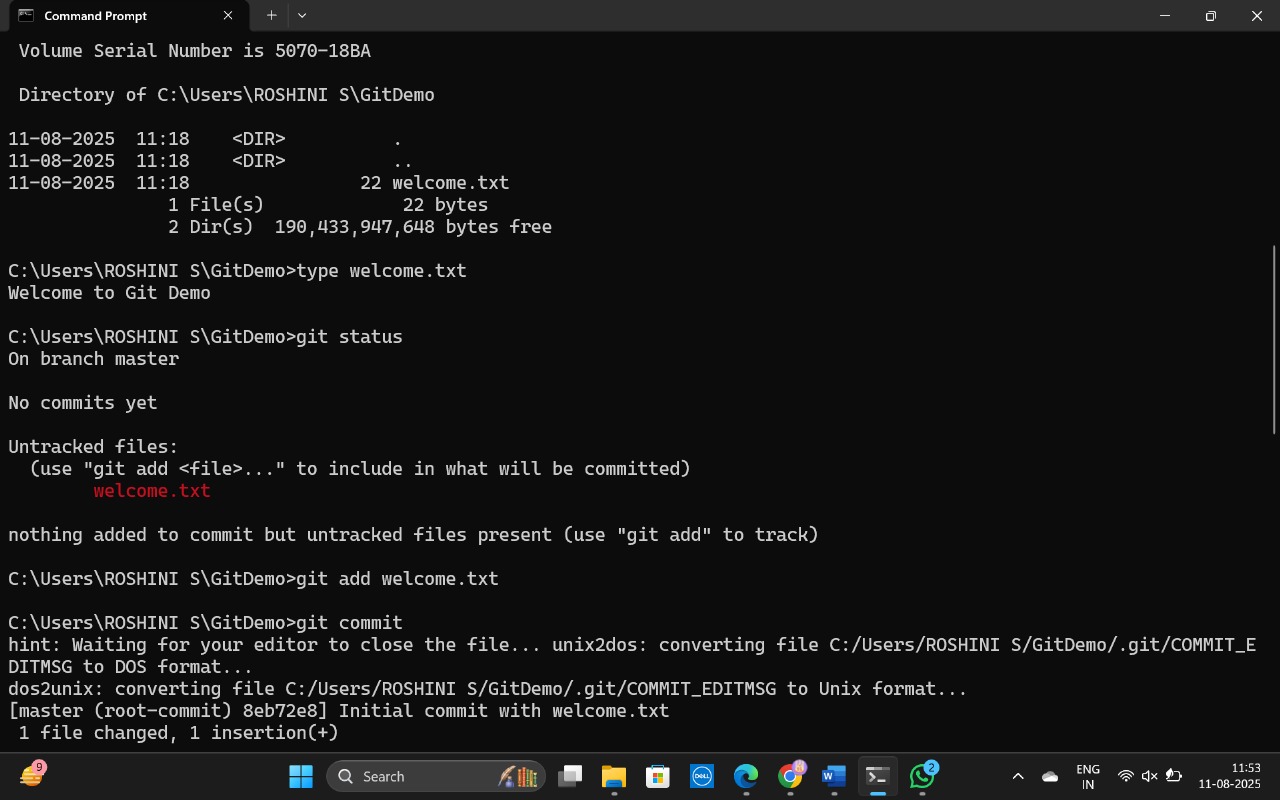 Command Prompt
Volume Serial Number is 5070-18BA
Directory of C:\Users\ROSHINI S\GitDemo
11-08-2025  11:18    <DIR>          .
11-08-2025  11:18    <DIR>          ..
11-08-2025  11:18                22 welcome.txt
               1 File(s)             22 bytes
               2 Dir(s)  190,433,947,648 bytes free
C:\Users\ROSHINI S\GitDemo>type welcome.txt
Welcome to Git Demo
C:\Users\ROSHINI S\GitDemo>git status
On branch master
No commits yet
Untracked files:
  (use "git add <file>..." to include in what will be committed)
        welcome.txt
nothing added to commit but untracked files present (use "git add" to track)
C:\Users\ROSHINI S\GitDemo>git add welcome.txt
C:\Users\ROSHINI S\GitDemo>git commit
hint: Waiting for your editor to close the file... unix2dos: converting file C:/Users/ROSHINI S/GitDemo/.git/COMMIT_E
DITMSG to DOS format...
dos2unix: converting file C:/Users/ROSHINI S/GitDemo/.git/COMMIT_EDITMSG to Unix format...
[master (root-commit) 8eb72e8] Initial commit with welcome.txt
 1 file changed, 1 insertion(+)
9
Search
DELL
W
2
ENG
IN
11:53
11-08-2025